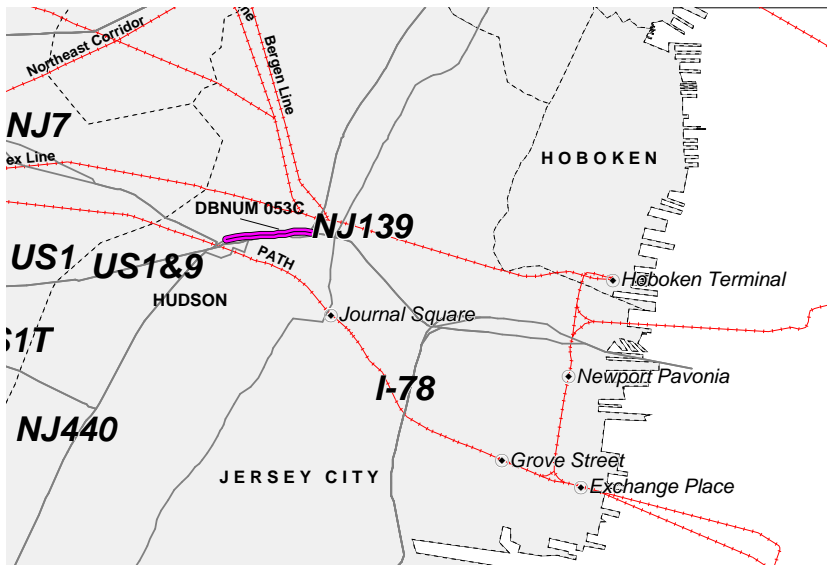 Northeast Corridor
ne
Bergen Line
NJ7
HOBOKEN
ex Line
DBNUM 053C
NJ139
US1
US1&9
PATH
Hoboken Terminal
HUDSON
Journal Square
S1T
Newport Pavonia
I-78
NJ440
Grove Street
JERSEY CITY
Exchange Place